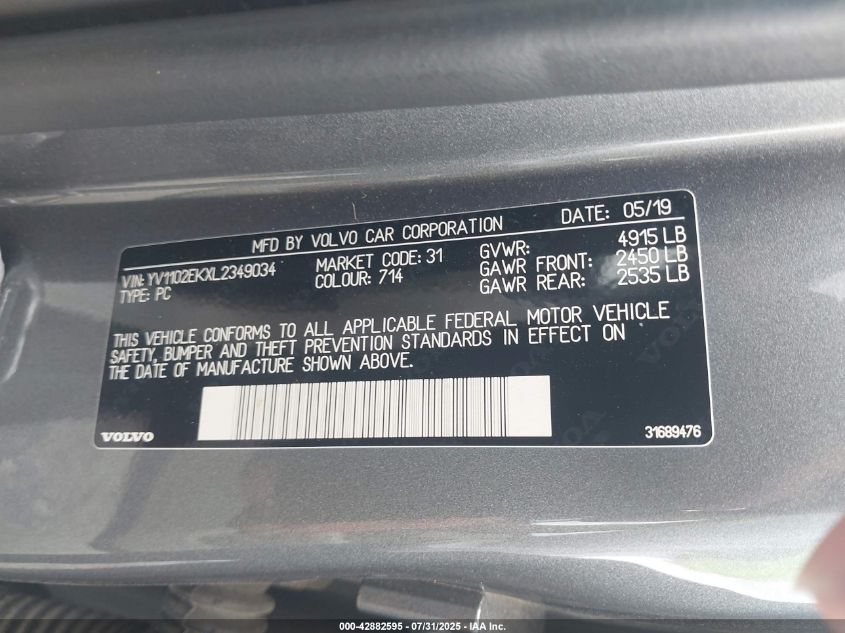 MFD BY VOLVO CAR CORPORATION DATE: 05/19
VIN: YV1102EKXL2349034 MARKET CODE: 31 GVWR: 4915 LB
TYPE: PC COLOUR: 714 GAWR FRONT: 2450 LB
GAWR REAR: 2535 LB
THIS VEHICLE CONFORMS TO ALL APPLICABLE FEDERAL MOTOR VEHICLE
SAFETY, BUMPER AND THEFT PREVENTION STANDARDS IN EFFECT ON
THE DATE OF MANUFACTURE SHOWN ABOVE.
VOLVO 31689476
000-42882595 - 07/31/2025 - IAA Inc.